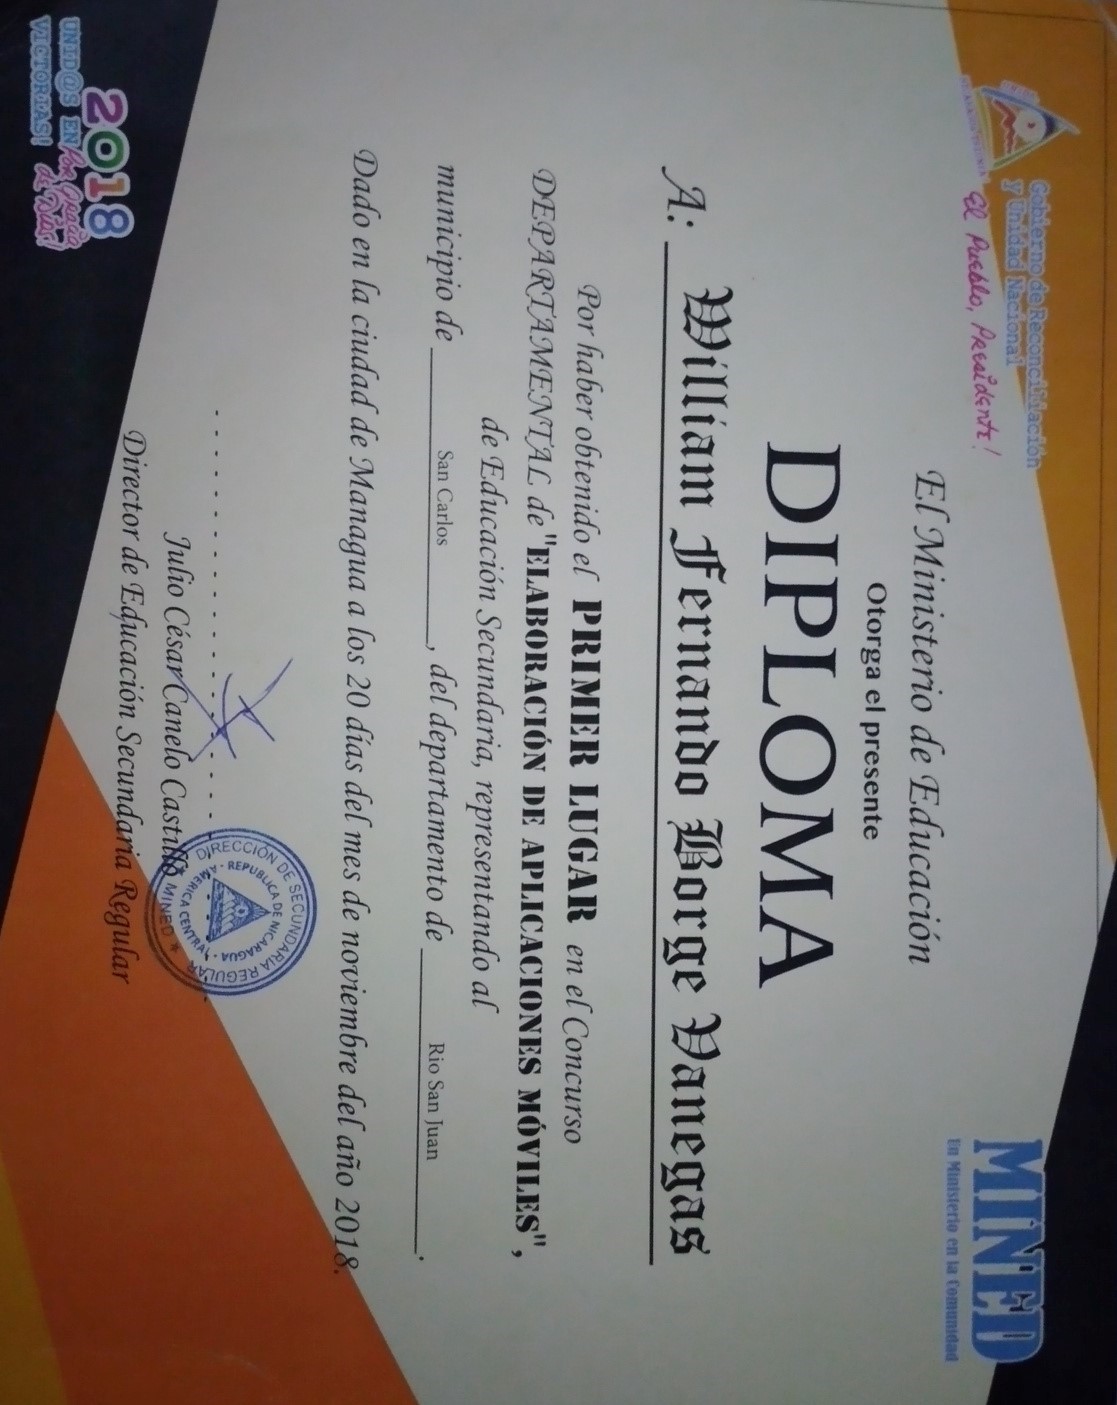 Gobierno de Reconciliación
y Unidad Nacional
El Pueblo, Presidente!
MINED
Un Ministerio en la Comunidad
El Ministerio de Educación
Otorga el presente
DIPLOMA
A: William Fernando Borge Vanegas
Por haber obtenido el PRIMER LUGAR en el Concurso
DEPARTAMENTAL de "ELABORACIÓN DE APLICACIONES MÓVILES",
de Educación Secundaria, representando al
municipio de San Carlos, del departamento de Rio San Juan.
Dado en la ciudad de Managua a los 20 días del mes de noviembre del año 2018.
DIRECCIÓN DE SECUNDARIA REGULAR
REPUBLICA DE NICARAGUA
AMERICA CENTRAL
MINED
Julio César Canelo Castillo
Director de Educación Secundaria Regular
2018
UNID@S EN Por Gracia
VICTORIAS! de Dios!